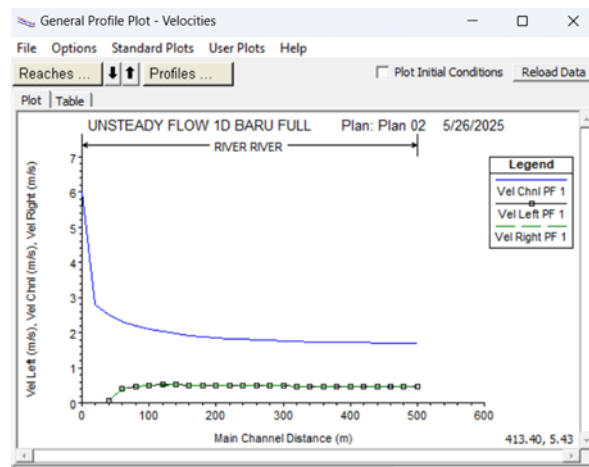 General Profile Plot - Velocities
File Options Standard Plots User Plots Help
Reaches ... Profiles ... Plot Initial Conditions Reload Data
Plot Table
UNSTEADY FLOW 1D BARU FULL Plan: Plan 02 5/26/2025
RIVER RIVER
Legend
Vel Chnl PF 1
Vel Left PF 1
Vel Right PF 1
Vel Left (m/s), Vel Chnl (m/s), Vel Right (m/s)
7
6
5
4
3
2
1
0
0 100 200 300 400 500 600
Main Channel Distance (m)
413.40, 5.43